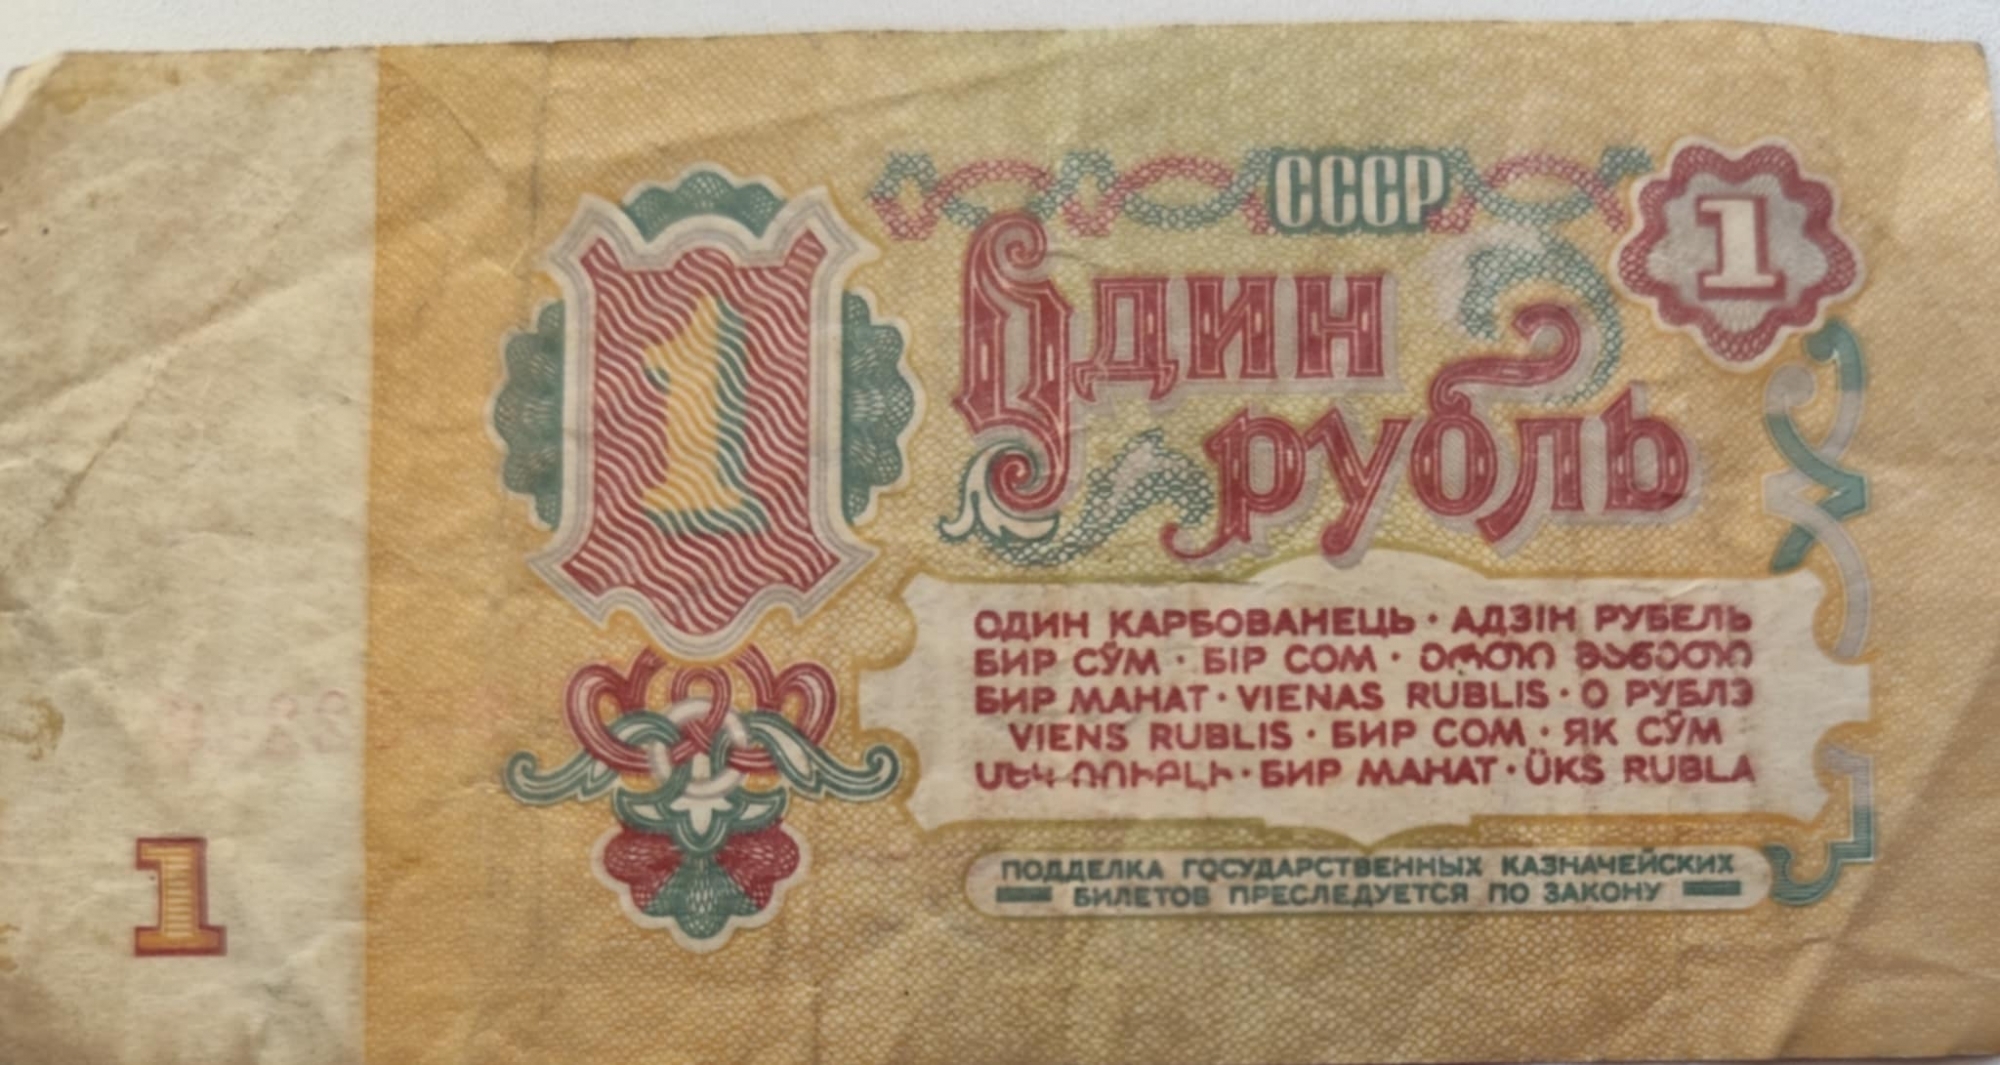 СССР
1
1
Один
рубль
ОДИН КАРБОВАНЕЦЬ · АДЗІН РУБЕЛЬ
БИР СЎМ · БІР СОМ · ᲔᲠᲗᲘ ᲛᲐᲜᲔᲗᲘ
БИР МАНАТ · VIENAS RUBLIS · О РУБЛЭ
VIENS RUBLIS · БИР СОМ · ЯК СӮМ
ՄԵԿ ՌՈՒԲԼԻ · БИР МАНАТ · ÜKS RUBLA
ПОДДЕЛКА ГОСУДАРСТВЕННЫХ КАЗНАЧЕЙСКИХ
БИЛЕТОВ ПРЕСЛЕДУЕТСЯ ПО ЗАКОНУ
1